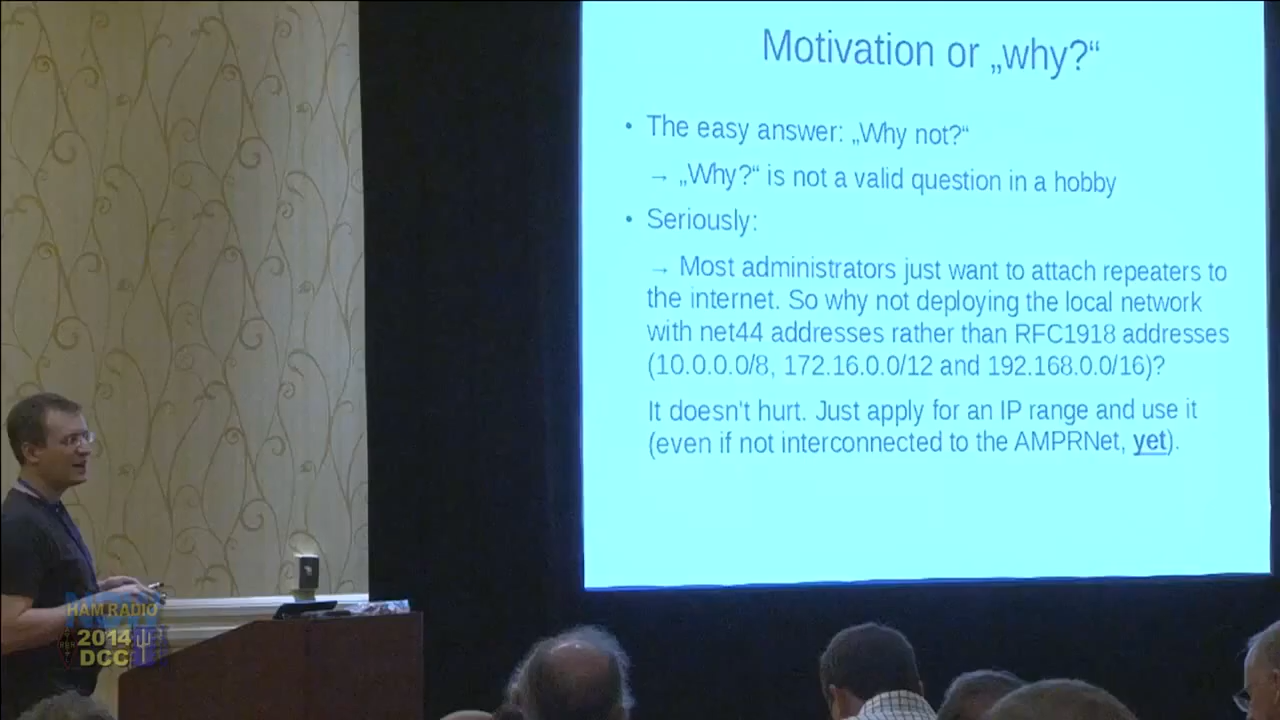 Motivation or „why?“
• The easy answer: „Why not?“
→ „Why?“ is not a valid question in a hobby
• Seriously:
→ Most administrators just want to attach repeaters to
the internet. So why not deploying the local network
with net44 addresses rather than RFC1918 addresses
(10.0.0.0/8, 172.16.0.0/12 and 192.168.0.0/16)?
It doesn't hurt. Just apply for an IP range and use it
(even if not interconnected to the AMPRNet, yet).
HAM RADIO
NOW
2014
DCC